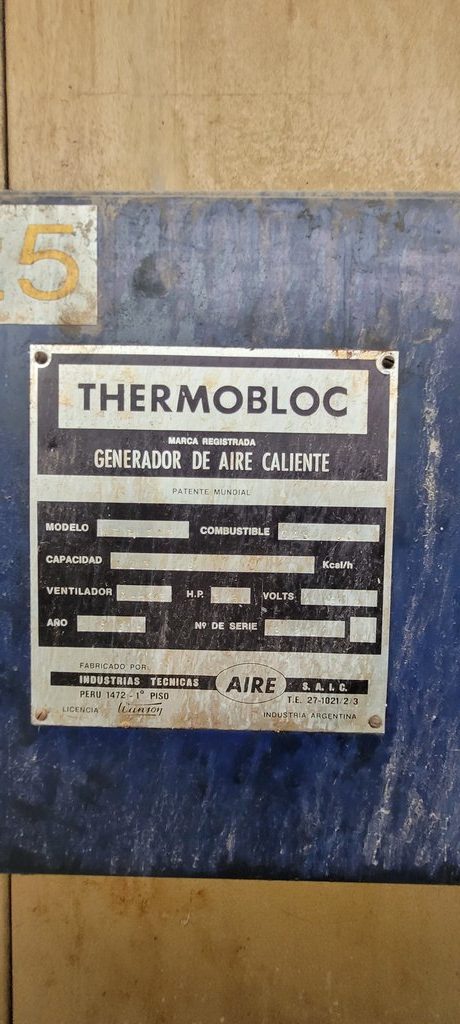 5
THERMOBLOC
MARCA REGISTRADA
GENERADOR DE AIRE CALIENTE
PATENTE MUNDIAL
MODELO COMBUSTIBLE
CAPACIDAD Kcal/h
VENTILADOR H.P. VOLTS
AÑO Nº DE SERIE
FABRICADO POR
INDUSTRIAS TECNICAS AIRE S.A.I.C.
PERU 1472 - 1º PISO T.E. 27-1021/2/3
LICENCIA Wanson INDUSTRIA ARGENTINA